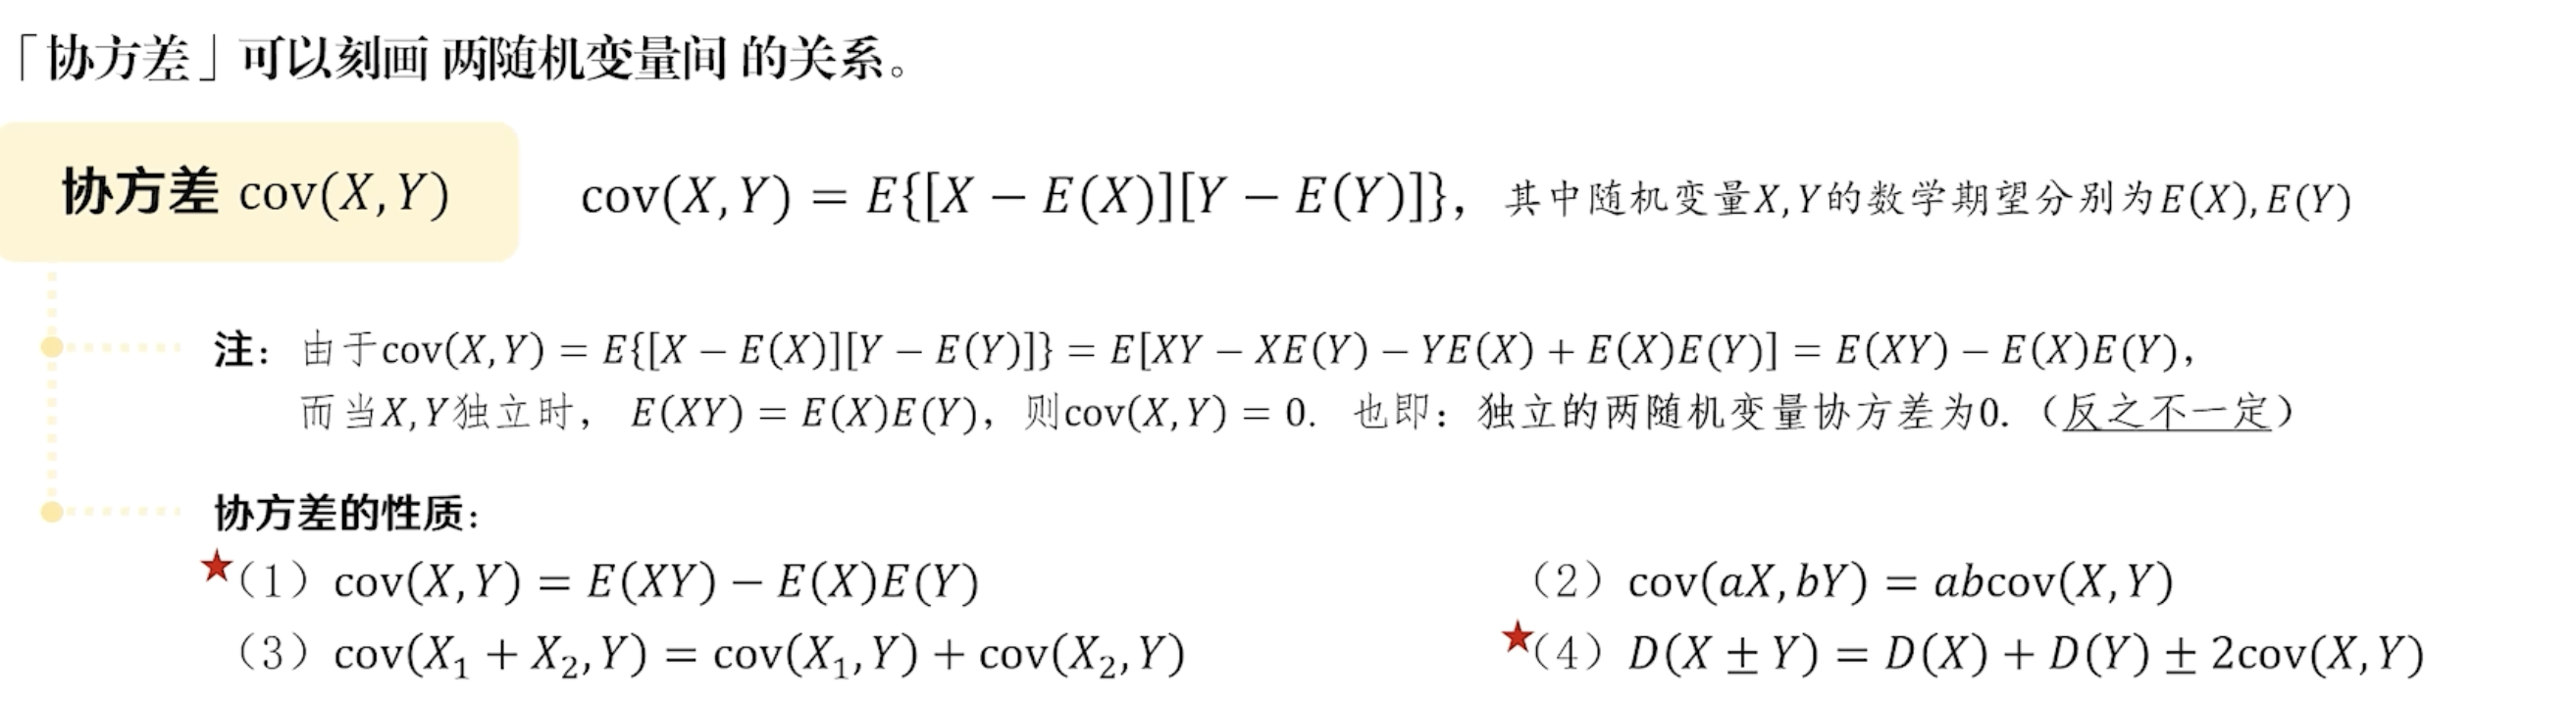 「协方差」可以刻画 两随机变量间 的关系。
协方差 cov(X,Y)
cov(X,Y) = E{[X − E(X)][Y − E(Y)]}，其中随机变量X,Y的数学期望分别为E(X),E(Y)
注：由于cov(X,Y) = E{[X − E(X)][Y − E(Y)]} = E[XY − XE(Y) − YE(X) + E(X)E(Y)] = E(XY) − E(X)E(Y)，
而当X,Y独立时， E(XY) = E(X)E(Y)，则cov(X,Y) = 0. 也即：独立的两随机变量协方差为0.（反之不一定）
协方差的性质：
★（1）cov(X,Y) = E(XY) − E(X)E(Y)
（2）cov(aX,bY) = abcov(X,Y)
（3）cov(X₁ + X₂,Y) = cov(X₁,Y) + cov(X₂,Y)
★（4）D(X ± Y) = D(X) + D(Y) ± 2cov(X,Y)